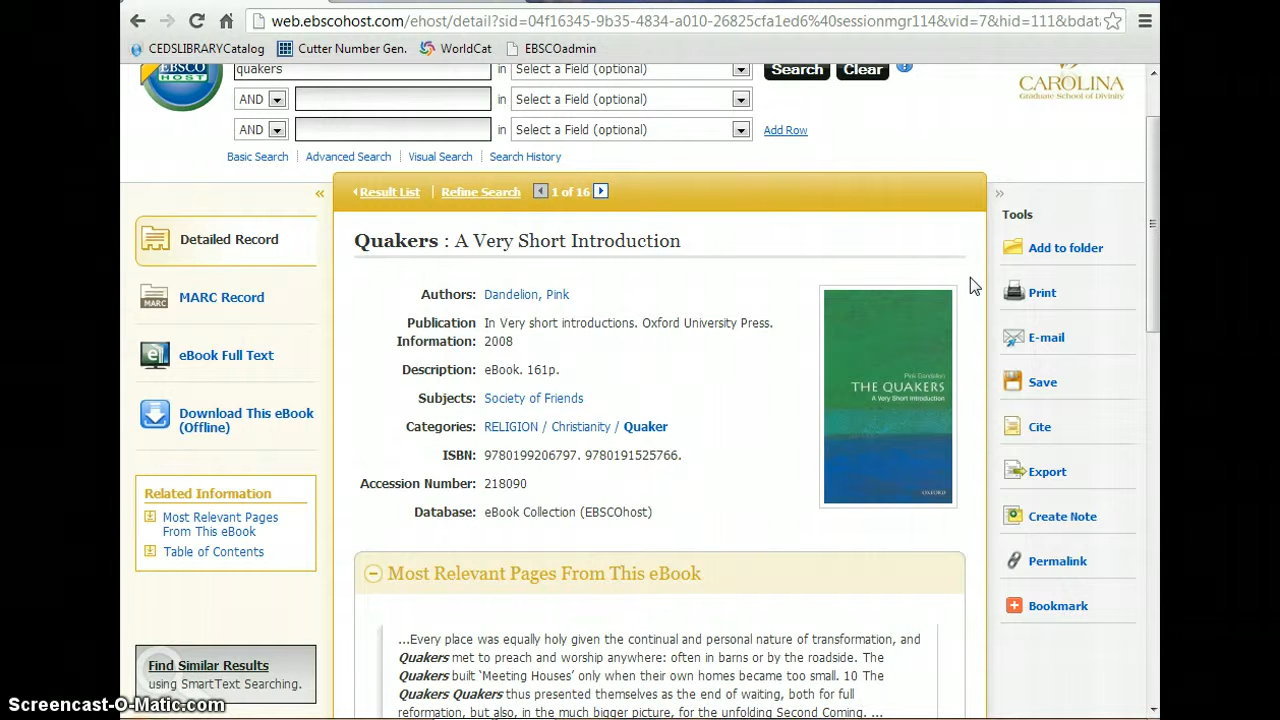 web.ebscohost.com/ehost/detail?sid=04f16345-9b35-4834-a010-26825cfa1ed6%40sessionmgr114&vid=7&hid=111&bdat
CEDSLIBRARYCatalog Cutter Number Gen. WorldCat EBSCOadmin
EBSCO
HOST
quakers in Select a Field (optional) Search Clear
CAROLINA
Graduate School of Divinity
AND in Select a Field (optional)
AND in Select a Field (optional) Add Row
Basic Search Advanced Search Visual Search Search History
« Result List Refine Search 1 of 16 »
Detailed Record
MARC Record
MARC
eBook Full Text
Download This eBook
(Offline)
Related Information
Most Relevant Pages
From This eBook
Table of Contents
Find Similar Results
using SmartText Searching.
Quakers : A Very Short Introduction
Authors: Dandelion, Pink
Publication Information: In Very short introductions. Oxford University Press.
2008
Description: eBook. 161p.
Subjects: Society of Friends
Categories: RELIGION / Christianity / Quaker
ISBN: 9780199206797. 9780191525766.
Accession Number: 218090
Database: eBook Collection (EBSCOhost)
Pink Dandelion
THE QUAKERS
A Very Short Introduction
OXFORD
Most Relevant Pages From This eBook
...Every place was equally holy given the continual and personal nature of transformation, and
Quakers met to preach and worship anywhere: often in barns or by the roadside. The
Quakers built ‘Meeting Houses’ only when their own homes became too small. 10 The
Quakers Quakers thus presented themselves as the end of waiting, both for full
reformation, but also, in the much bigger picture, for the unfolding Second Coming. ...
Tools
Add to folder
Print
E-mail
Save
Cite
Export
Create Note
Permalink
Bookmark
Screencast-O-Matic.com